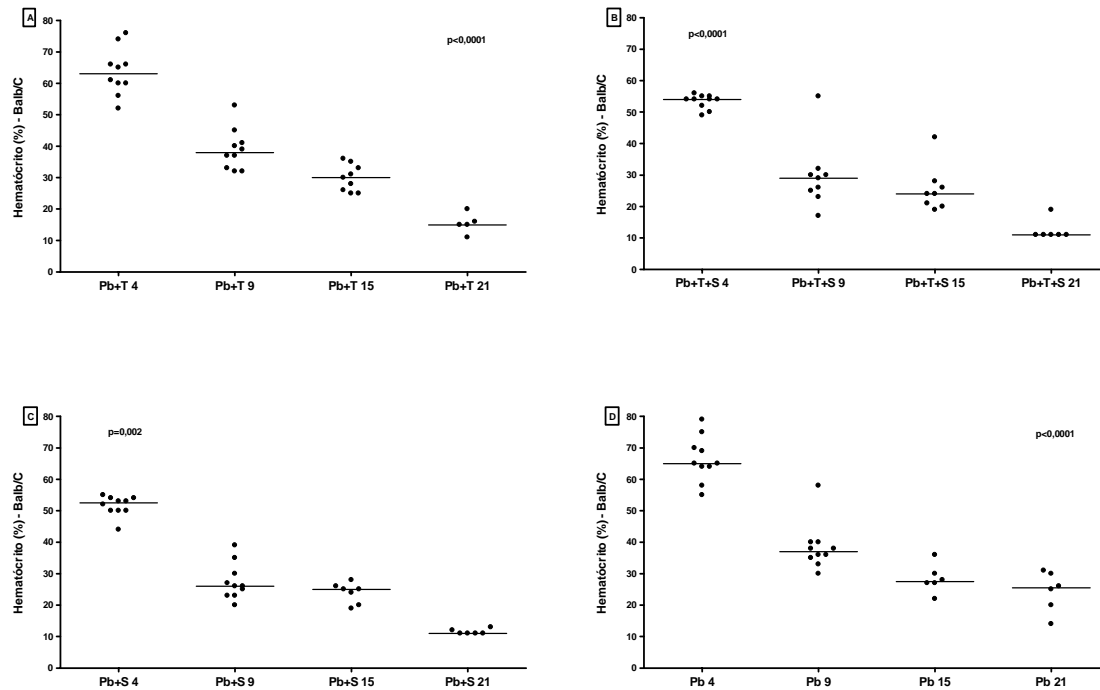 A
p<0,0001
Hematócrito (%) - Balb/C
80
70
60
50
40
30
20
10
0
Pb+T 4 Pb+T 9 Pb+T 15 Pb+T 21
B
p<0,0001
Hematócrito (%) - Balb/C
80
70
60
50
40
30
20
10
0
Pb+T+S 4 Pb+T+S 9 Pb+T+S 15 Pb+T+S 21
C
p=0,002
Hematócrito (%) - Balb/C
80
70
60
50
40
30
20
10
0
Pb+S 4 Pb+S 9 Pb+S 15 Pb+S 21
D
p<0,0001
Hematócrito (%) - Balb/C
80
70
60
50
40
30
20
10
0
Pb 4 Pb 9 Pb 15 Pb 21